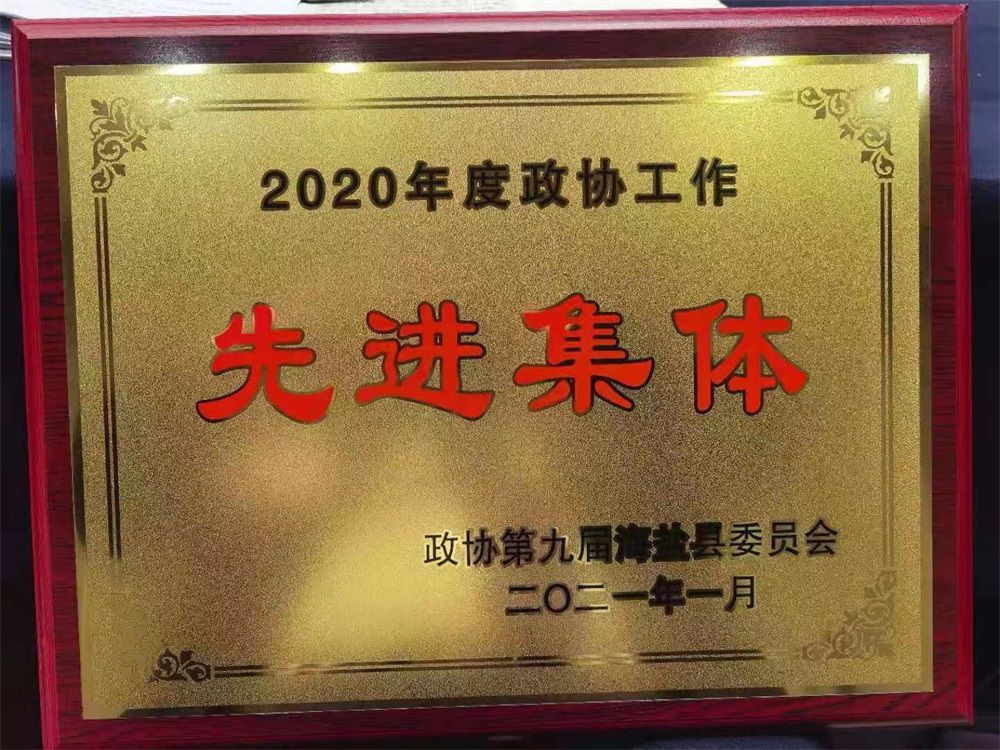 2020年度政协工作
先进集体
政协第九届海盐县委员会
二〇二一年一月